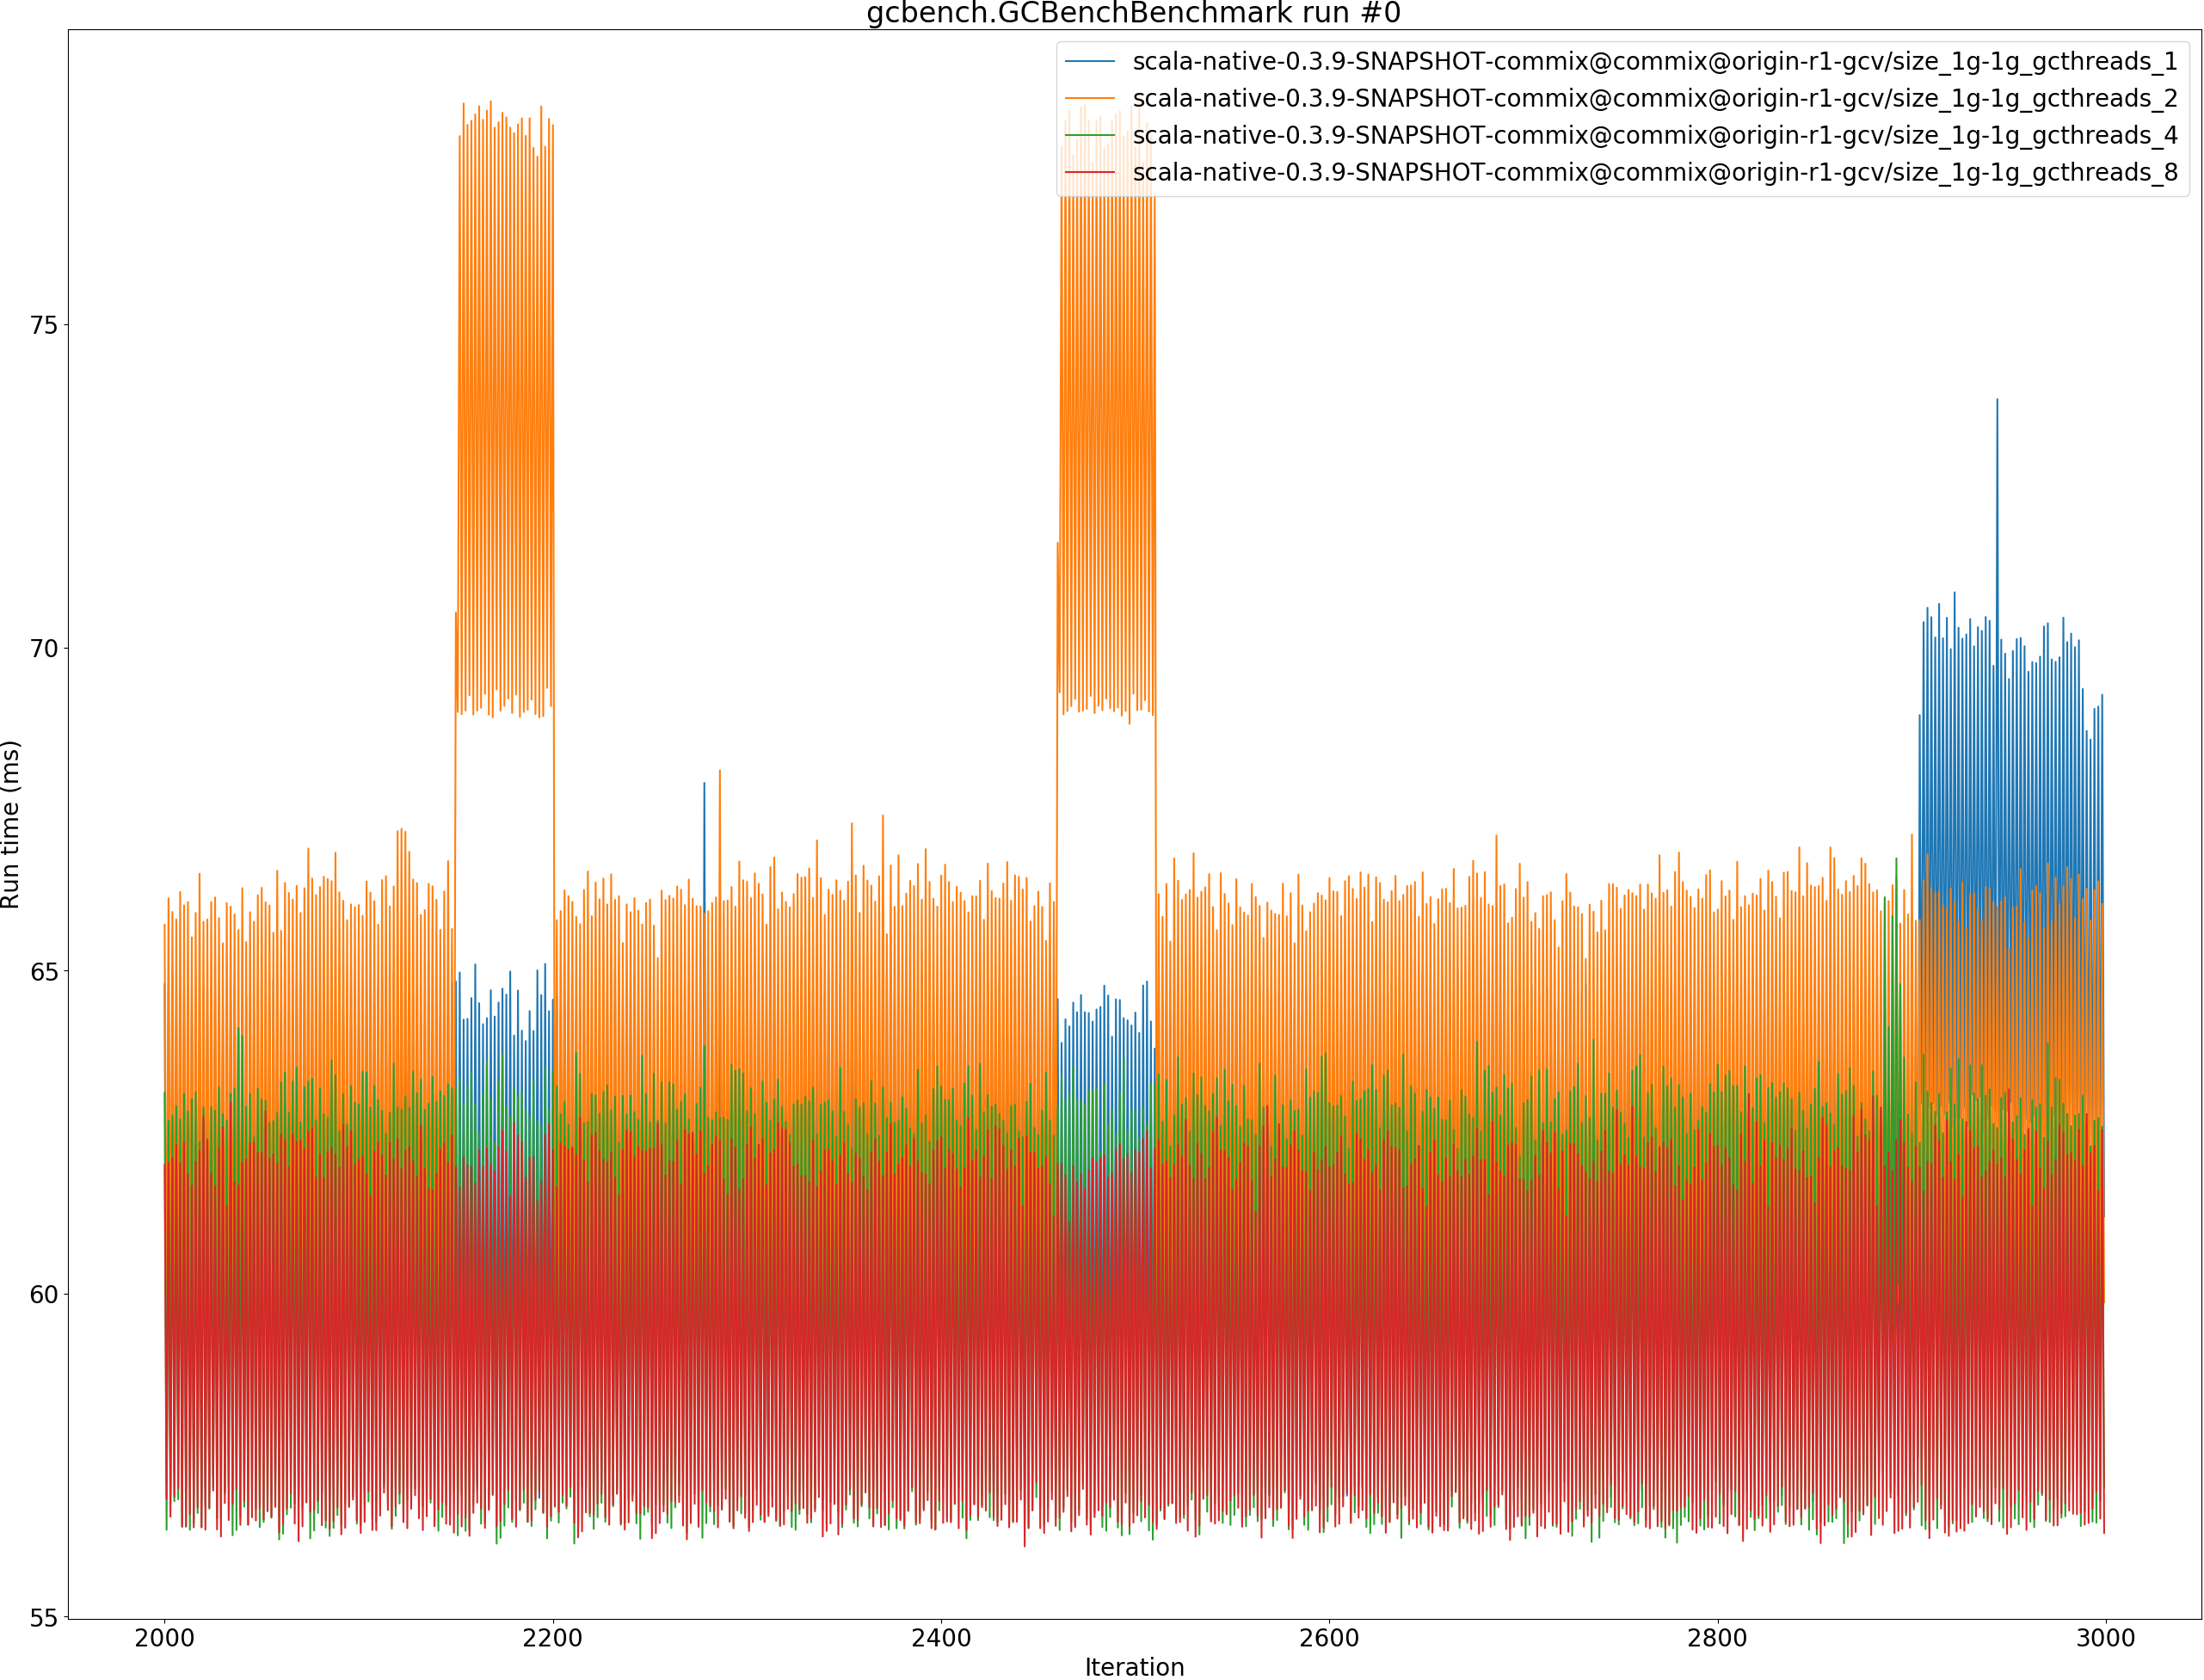 gcbench.GCBenchBenchmark run #0
scala-native-0.3.9-SNAPSHOT-commix@commix@origin-r1-gcv/size_1g-1g_gcthreads_1
scala-native-0.3.9-SNAPSHOT-commix@commix@origin-r1-gcv/size_1g-1g_gcthreads_2
scala-native-0.3.9-SNAPSHOT-commix@commix@origin-r1-gcv/size_1g-1g_gcthreads_4
scala-native-0.3.9-SNAPSHOT-commix@commix@origin-r1-gcv/size_1g-1g_gcthreads_8
75
70
65
60
55
Run time (ms)
2000 2200 2400 2600 2800 3000
Iteration